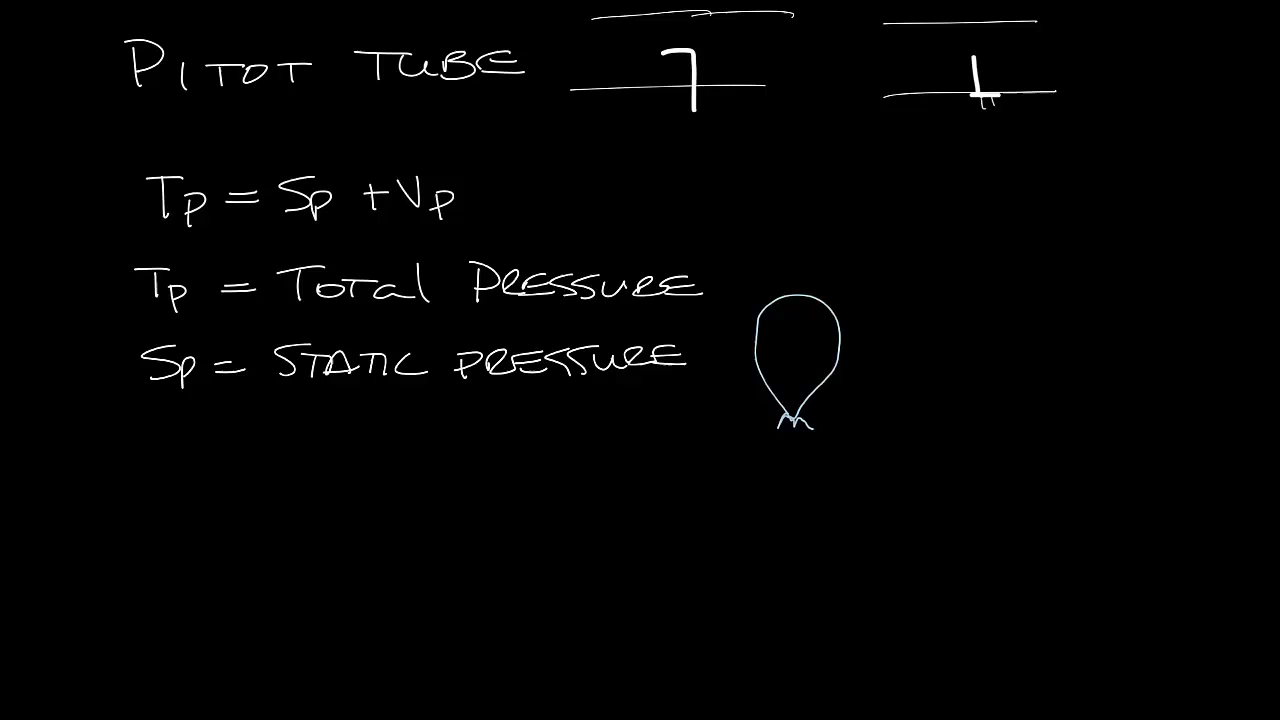 PITOT TUBE
Tp = Sp + Vp
Tp = Total PRESSURE
Sp = STATIC PRESSURE